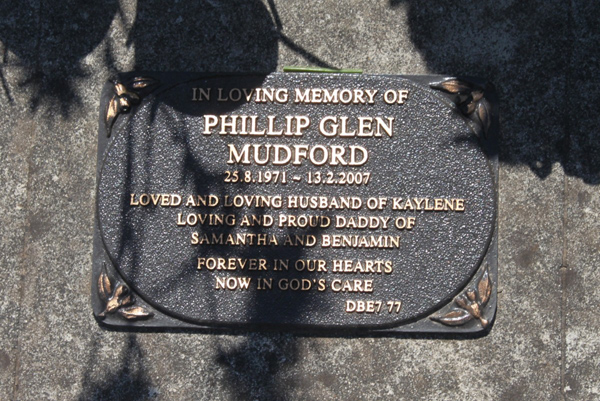 IN LOVING MEMORY OF
PHILLIP GLEN
MUDFORD
25.8.1971 ~ 13.2.2007
LOVED AND LOVING HUSBAND OF KAYLENE
LOVING AND PROUD DADDY OF
SAMANTHA AND BENJAMIN
FOREVER IN OUR HEARTS
NOW IN GOD'S CARE
DBE7 77